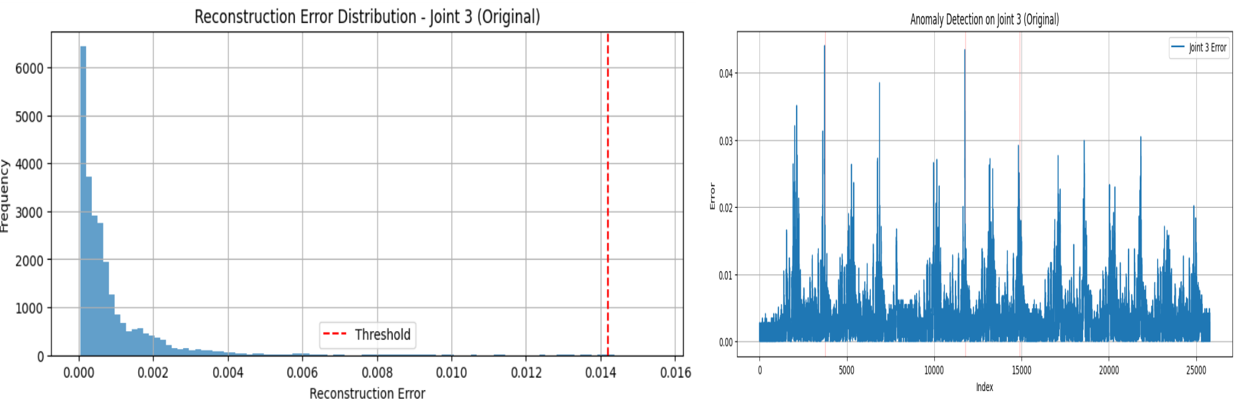 Reconstruction Error Distribution - Joint 3 (Original)
Frequency
6000
5000
4000
3000
2000
1000
0
0.000 0.002 0.004 0.006 0.008 0.010 0.012 0.014 0.016
Threshold
Reconstruction Error
Anomaly Detection on Joint 3 (Original)
Joint 3 Error
Error
0.04
0.03
0.02
0.01
0.00
0 5000 10000 15000 20000 25000
Index